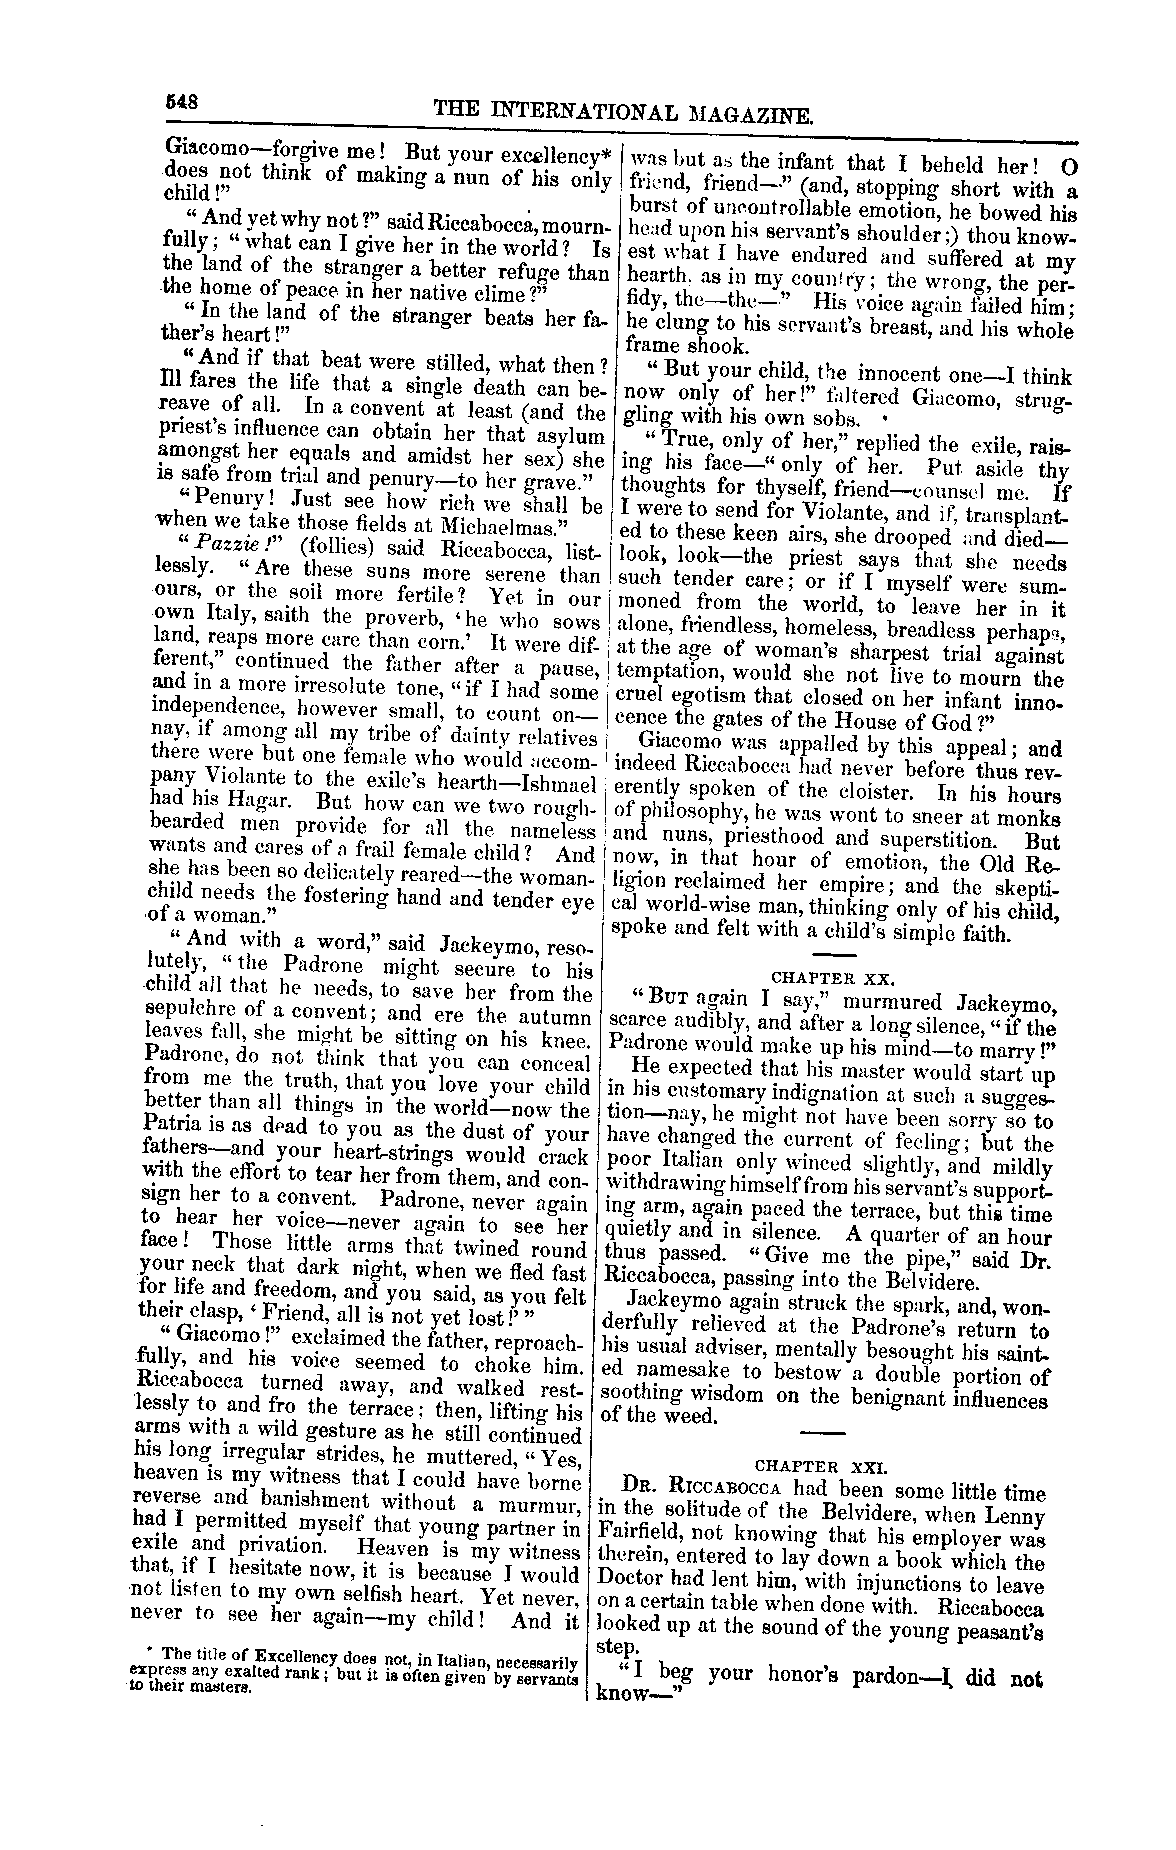 548
THE INTERNATIONAL MAGAZINE.
Giacomo—forgive me! But your excellency*
does not think of making a nun of his only
child!"
"And yet why not?" said Riccabocca, mourn-
fully; "what can I give her in the world? Is
the land of the stranger a better refuge than
the home of peace in her native clime?"
"In the land of the stranger beats her fa-
ther's heart!"
"And if that beat were stilled, what then?
Ill fares the life that a single death can be-
reave of all. In a convent at least (and the
priest's influence can obtain her that asylum
amongst her equals and amidst her sex) she
is safe from trial and penury—to her grave."
"Penury! Just see how rich we shall be
when we take those fields at Michaelmas."
"Pazzie!" (follies) said Riccabocca, list-
lessly. "Are these suns more serene than
ours, or the soil more fertile? Yet in our
own Italy, saith the proverb, 'he who sows
land, reaps more care than corn.' It were dif-
ferent," continued the father after a pause,
and in a more irresolute tone, "if I had some
independence, however small, to count on—
nay, if among all my tribe of dainty relatives
there were but one female who would accom-
pany Violante to the exile's hearth—Ishmael
had his Hagar. But how can we two rough-
bearded men provide for all the nameless
wants and cares of a frail female child? And
she has been so delicately reared—the woman-
child needs the fostering hand and tender eye
of a woman."
"And with a word," said Jackeymo, reso-
lutely, "the Padrone might secure to his
child all that he needs, to save her from the
sepulchre of a convent; and ere the autumn
leaves fall, she might be sitting on his knee.
Padrone, do not think that you can conceal
from me the truth, that you love your child
better than all things in the world—now the
Patria is as dead to you as the dust of your
fathers—and your heart-strings would crack
with the effort to tear her from them, and con-
sign her to a convent. Padrone, never again
to hear her voice—never again to see her
face! Those little arms that twined round
your neck that dark night, when we fled fast
for life and freedom, and you said, as you felt
their clasp, 'Friend, all is not yet lost!'"
"Giacomo!" exclaimed the father, reproach-
fully, and his voice seemed to choke him.
Riccabocca turned away, and walked rest-
lessly to and fro the terrace; then, lifting his
arms with a wild gesture as he still continued
his long irregular strides, he muttered, "Yes,
heaven is my witness that I could have borne
reverse and banishment without a murmur,
had I permitted myself that young partner in
exile and privation. Heaven is my witness
that, if I hesitate now, it is because I would
not listen to my own selfish heart. Yet never,
never to see her again—my child! And it
* The title of Excellency does not, in Italian, necessarily
express any exalted rank; but it is often given by servants
to their masters.
was but as the infant that I beheld her! O
friend, friend—" (and, stopping short with a
burst of uncontrollable emotion, he bowed his
head upon his servant's shoulder;) thou know-
est what I have endured and suffered at my
hearth, as in my country; the wrong, the per-
fidy, the—the—" His voice again failed him;
he clung to his servant's breast, and his whole
frame shook.
"But your child, the innocent one—I think
now only of her!" faltered Giacomo, strug-
gling with his own sobs.
"True, only of her," replied the exile, rais-
ing his face—"only of her. Put aside thy
thoughts for thyself, friend—counsel me. If
I were to send for Violante, and if, transplant-
ed to these keen airs, she drooped and died—
look, look—the priest says that she needs
such tender care; or if I myself were sum-
moned from the world, to leave her in it
alone, friendless, homeless, breadless perhaps,
at the age of woman's sharpest trial against
temptation, would she not live to mourn the
cruel egotism that closed on her infant inno-
cence the gates of the House of God?"
Giacomo was appalled by this appeal; and
indeed Riccabocca had never before thus rev-
erently spoken of the cloister. In his hours
of philosophy, he was wont to sneer at monks
and nuns, priesthood and superstition. But
now, in that hour of emotion, the Old Re-
ligion reclaimed her empire; and the skepti-
cal world-wise man, thinking only of his child,
spoke and felt with a child's simple faith.
CHAPTER XX.
"BUT again I say," murmured Jackeymo,
scarce audibly, and after a long silence, "if the
Padrone would make up his mind—to marry!"
He expected that his master would start up
in his customary indignation at such a sugges-
tion—nay, he might not have been sorry so to
have changed the current of feeling; but the
poor Italian only winced slightly, and mildly
withdrawing himself from his servant's support-
ing arm, again paced the terrace, but this time
quietly and in silence. A quarter of an hour
thus passed. "Give me the pipe," said Dr.
Riccabocca, passing into the Belvidere.
Jackeymo again struck the spark, and, won-
derfully relieved at the Padrone's return to
his usual adviser, mentally besought his saint-
ed namesake to bestow a double portion of
soothing wisdom on the benignant influences
of the weed.
CHAPTER XXI.
DR. RICCABOCCA had been some little time
in the solitude of the Belvidere, when Lenny
Fairfield, not knowing that his employer was
therein, entered to lay down a book which the
Doctor had lent him, with injunctions to leave
on a certain table when done with. Riccabocca
looked up at the sound of the young peasant's
step.
"I beg your honor's pardon—I did not
know—"